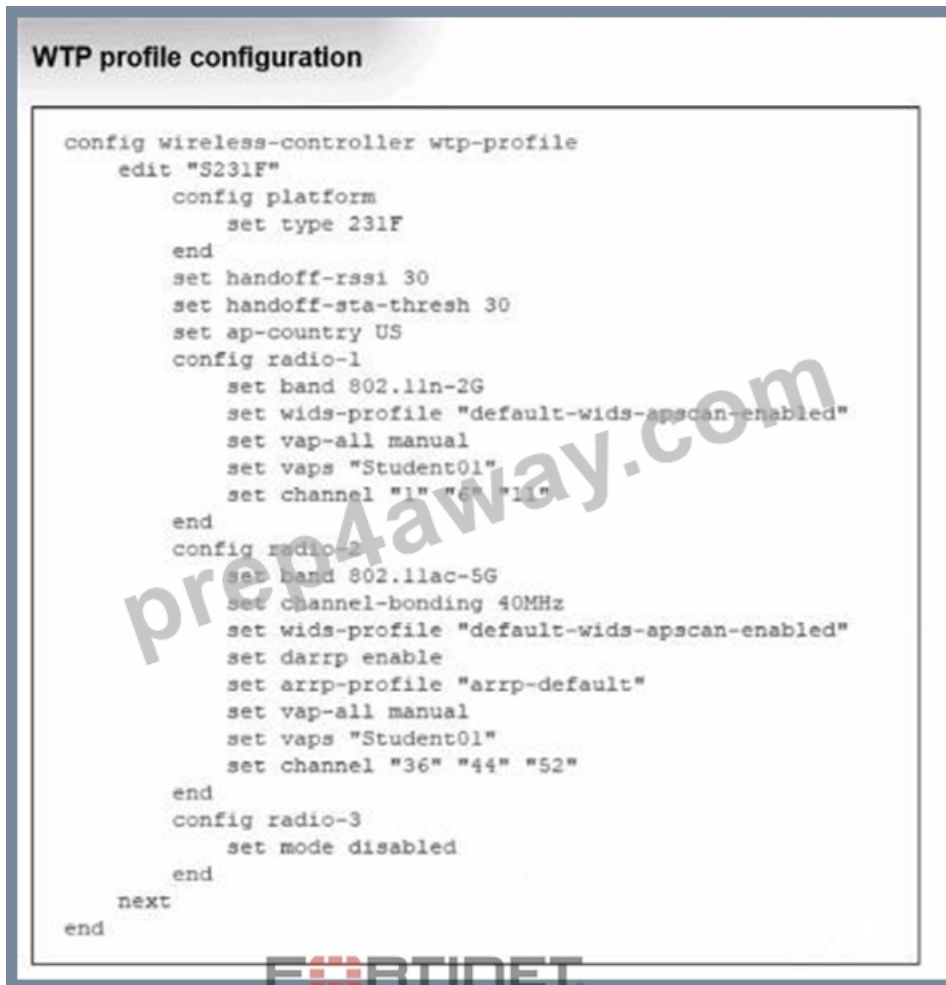 WTP profile configuration
config wireless-controller wtp-profile
edit "S231F"
config platform
set type 231F
end
set handoff-rssi 30
set handoff-sta-thresh 30
set ap-country US
config radio-1
set band 802.11n-2G
set wids-profile "default-wids-apscan-enabled"
set vap-all manual
set vaps "Student01"
set channel "1" "6" "11"
end
config radio-2
set band 802.11ac-5G
set channel-bonding 40MHz
set wids-profile "default-wids-apscan-enabled"
set darrp enable
set arrp-profile "arrp-default"
set vap-all manual
set vaps "Student01"
set channel "36" "44" "52"
end
config radio-3
set mode disabled
end
next
end
prep4away.com
FORTINET